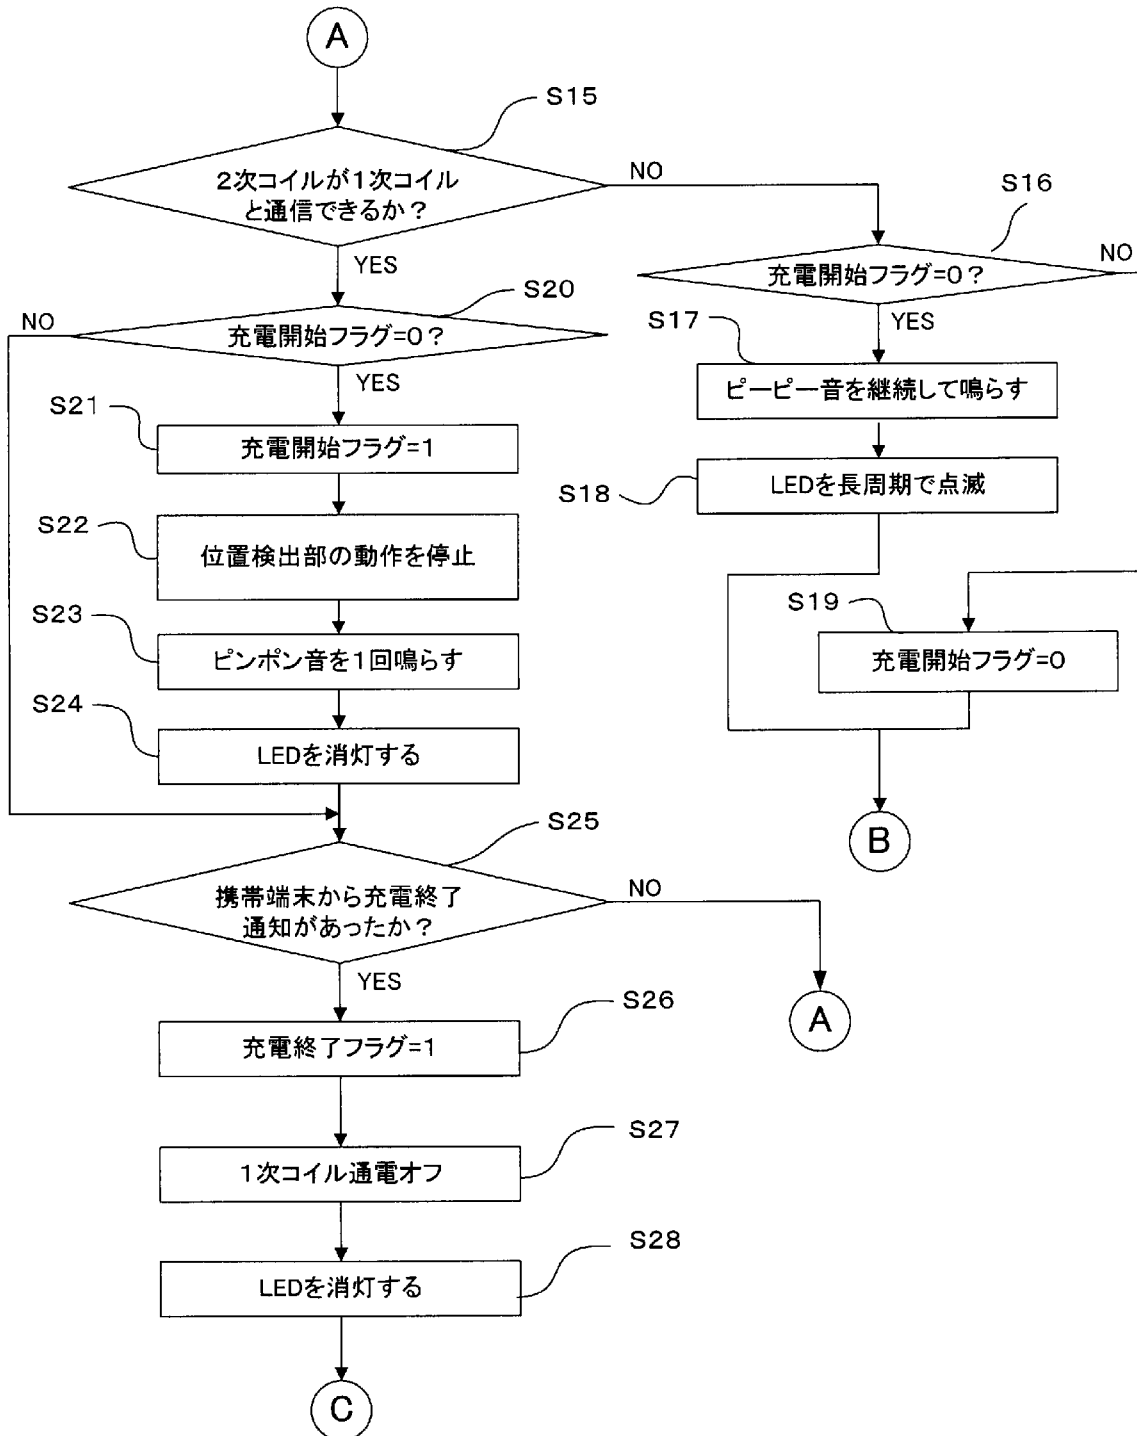 A
S15
2次コイルが1次コイル
と通信できるか？
NO
YES
S16
充電開始フラグ=0？
NO
YES
S20
充電開始フラグ=0？
NO
YES
S17
ピーピー音を継続して鳴らす
S21
充電開始フラグ=1
S18
LEDを長周期で点滅
S22
位置検出部の動作を停止
S19
充電開始フラグ=0
S23
ピンポン音を1回鳴らす
S24
LEDを消灯する
B
S25
携帯端末から充電終了
通知があったか？
NO
YES
A
S26
充電終了フラグ=1
S27
1次コイル通電オフ
S28
LEDを消灯する
C